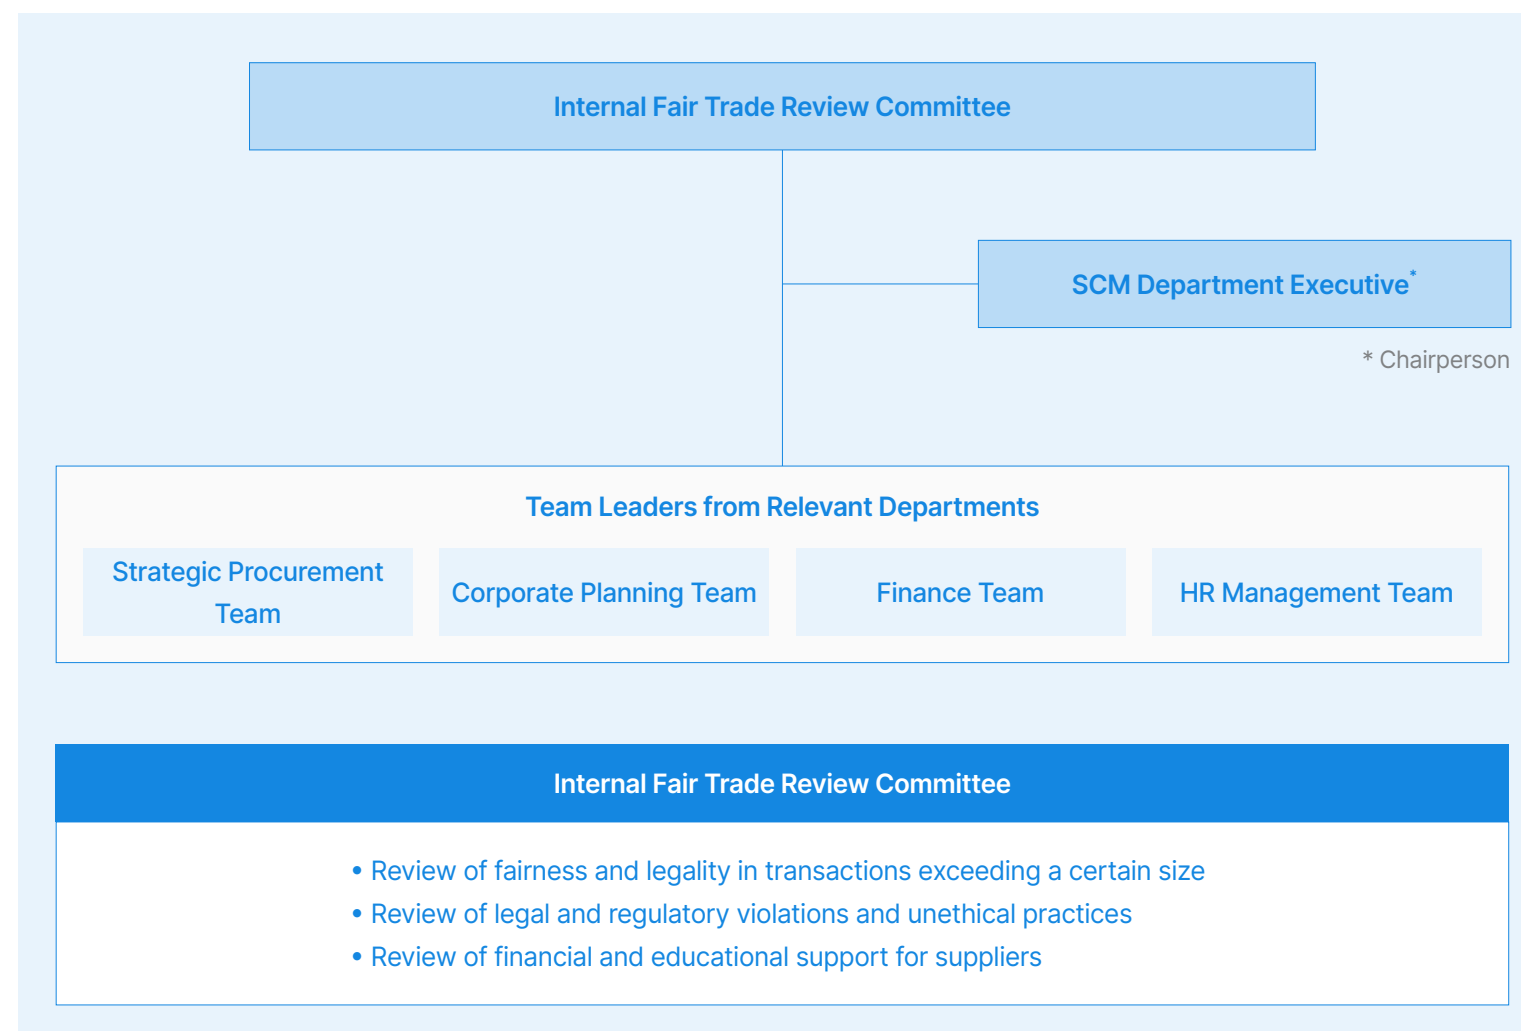 Internal Fair Trade Review Committee
SCM Department Executive*
* Chairperson
Team Leaders from Relevant Departments
Strategic Procurement
Team
Corporate Planning Team
Finance Team
HR Management Team
Internal Fair Trade Review Committee
• Review of fairness and legality in transactions exceeding a certain size
• Review of legal and regulatory violations and unethical practices
• Review of financial and educational support for suppliers